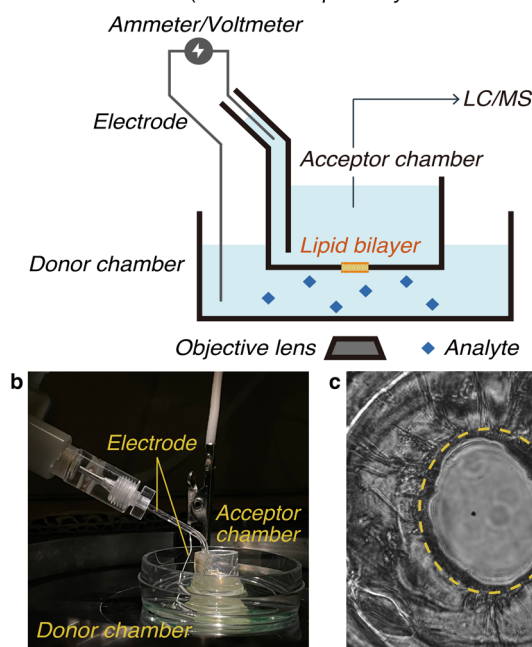 Ammeter/Voltmeter
LC/MS
Electrode
Acceptor chamber
Lipid bilayer
Donor chamber
Objective lens
Analyte
b
c
Electrode
Acceptor
chamber
Donor chamber